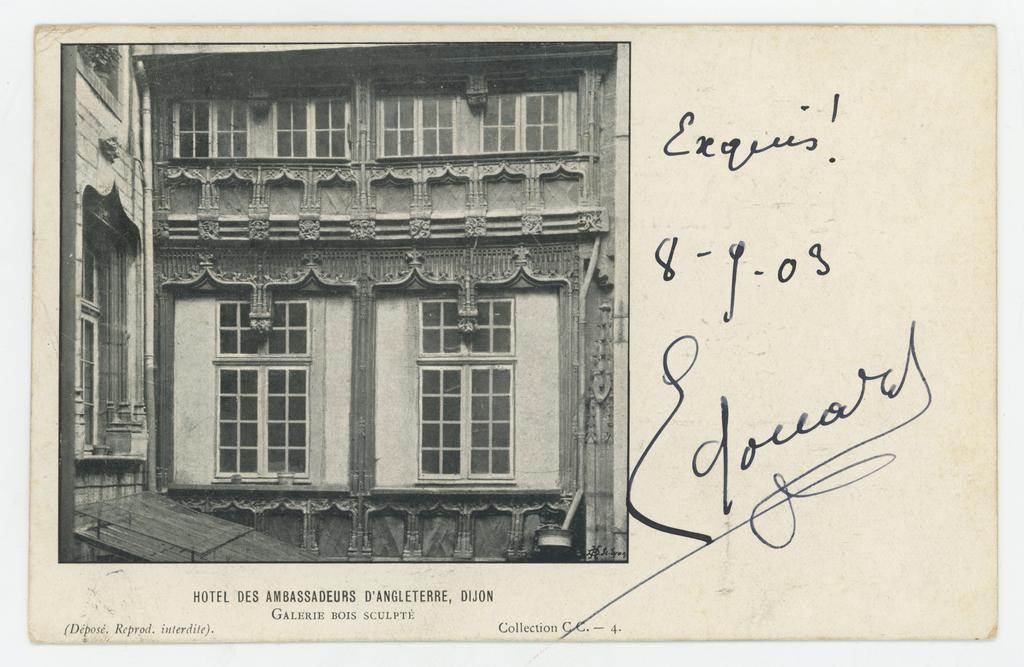 Exquis!
8-9-03
Edouard
HOTEL DES AMBASSADEURS D'ANGLETERRE, DIJON
GALERIE BOIS SCULPTÉ
(Déposé. Reprod. interdite).
Collection C.C. — 4.